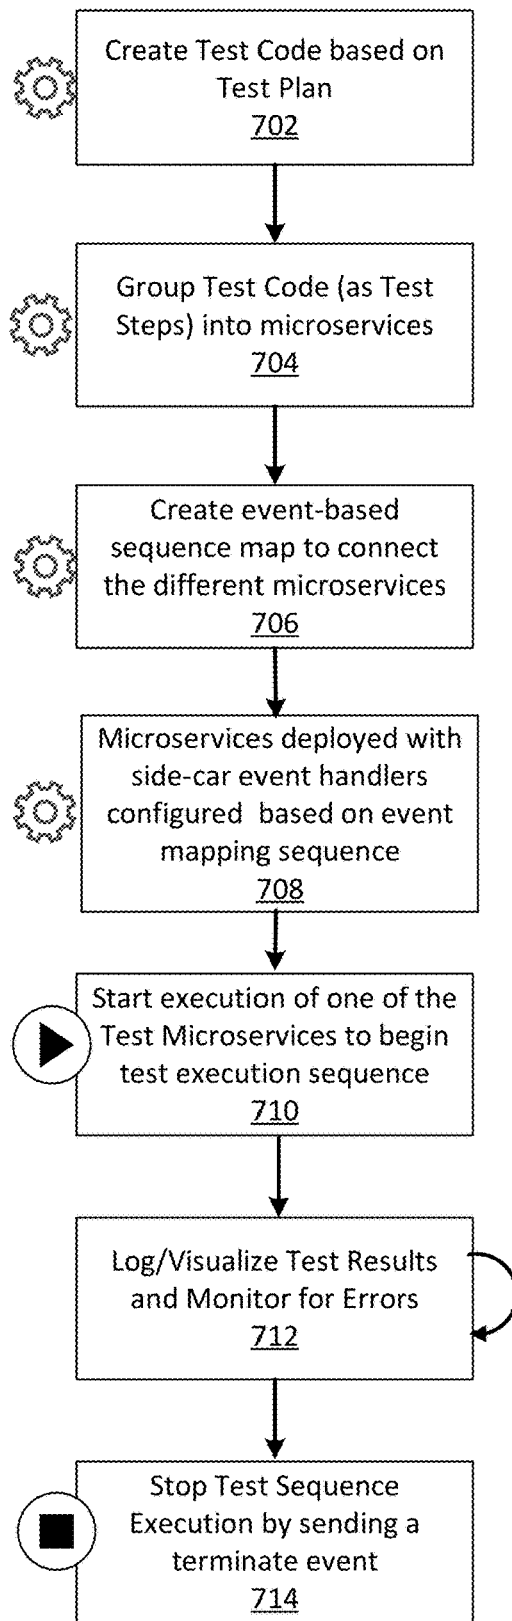 Create Test Code based on
Test Plan
702
Group Test Code (as Test
Steps) into microservices
704
Create event-based
sequence map to connect
the different microservices
706
Microservices deployed with
side-car event handlers
configured based on event
mapping sequence
708
Start execution of one of the
Test Microservices to begin
test execution sequence
710
Log/Visualize Test Results
and Monitor for Errors
712
Stop Test Sequence
Execution by sending a
terminate event
714